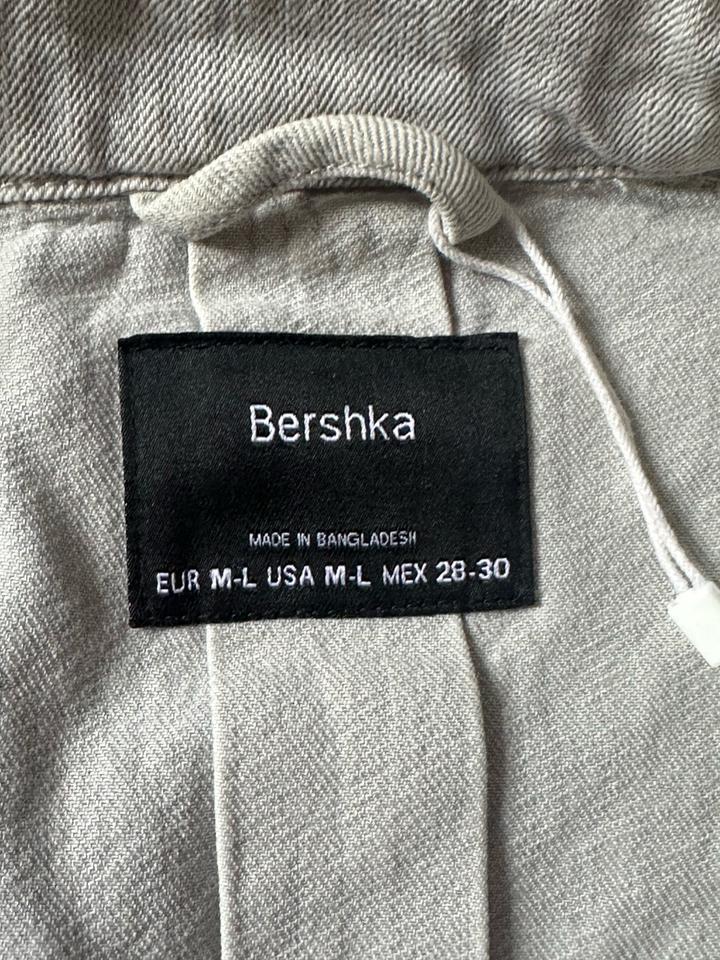 Bershka
MADE IN BANGLADESH
EUR M-L USA M-L MEX 28-30